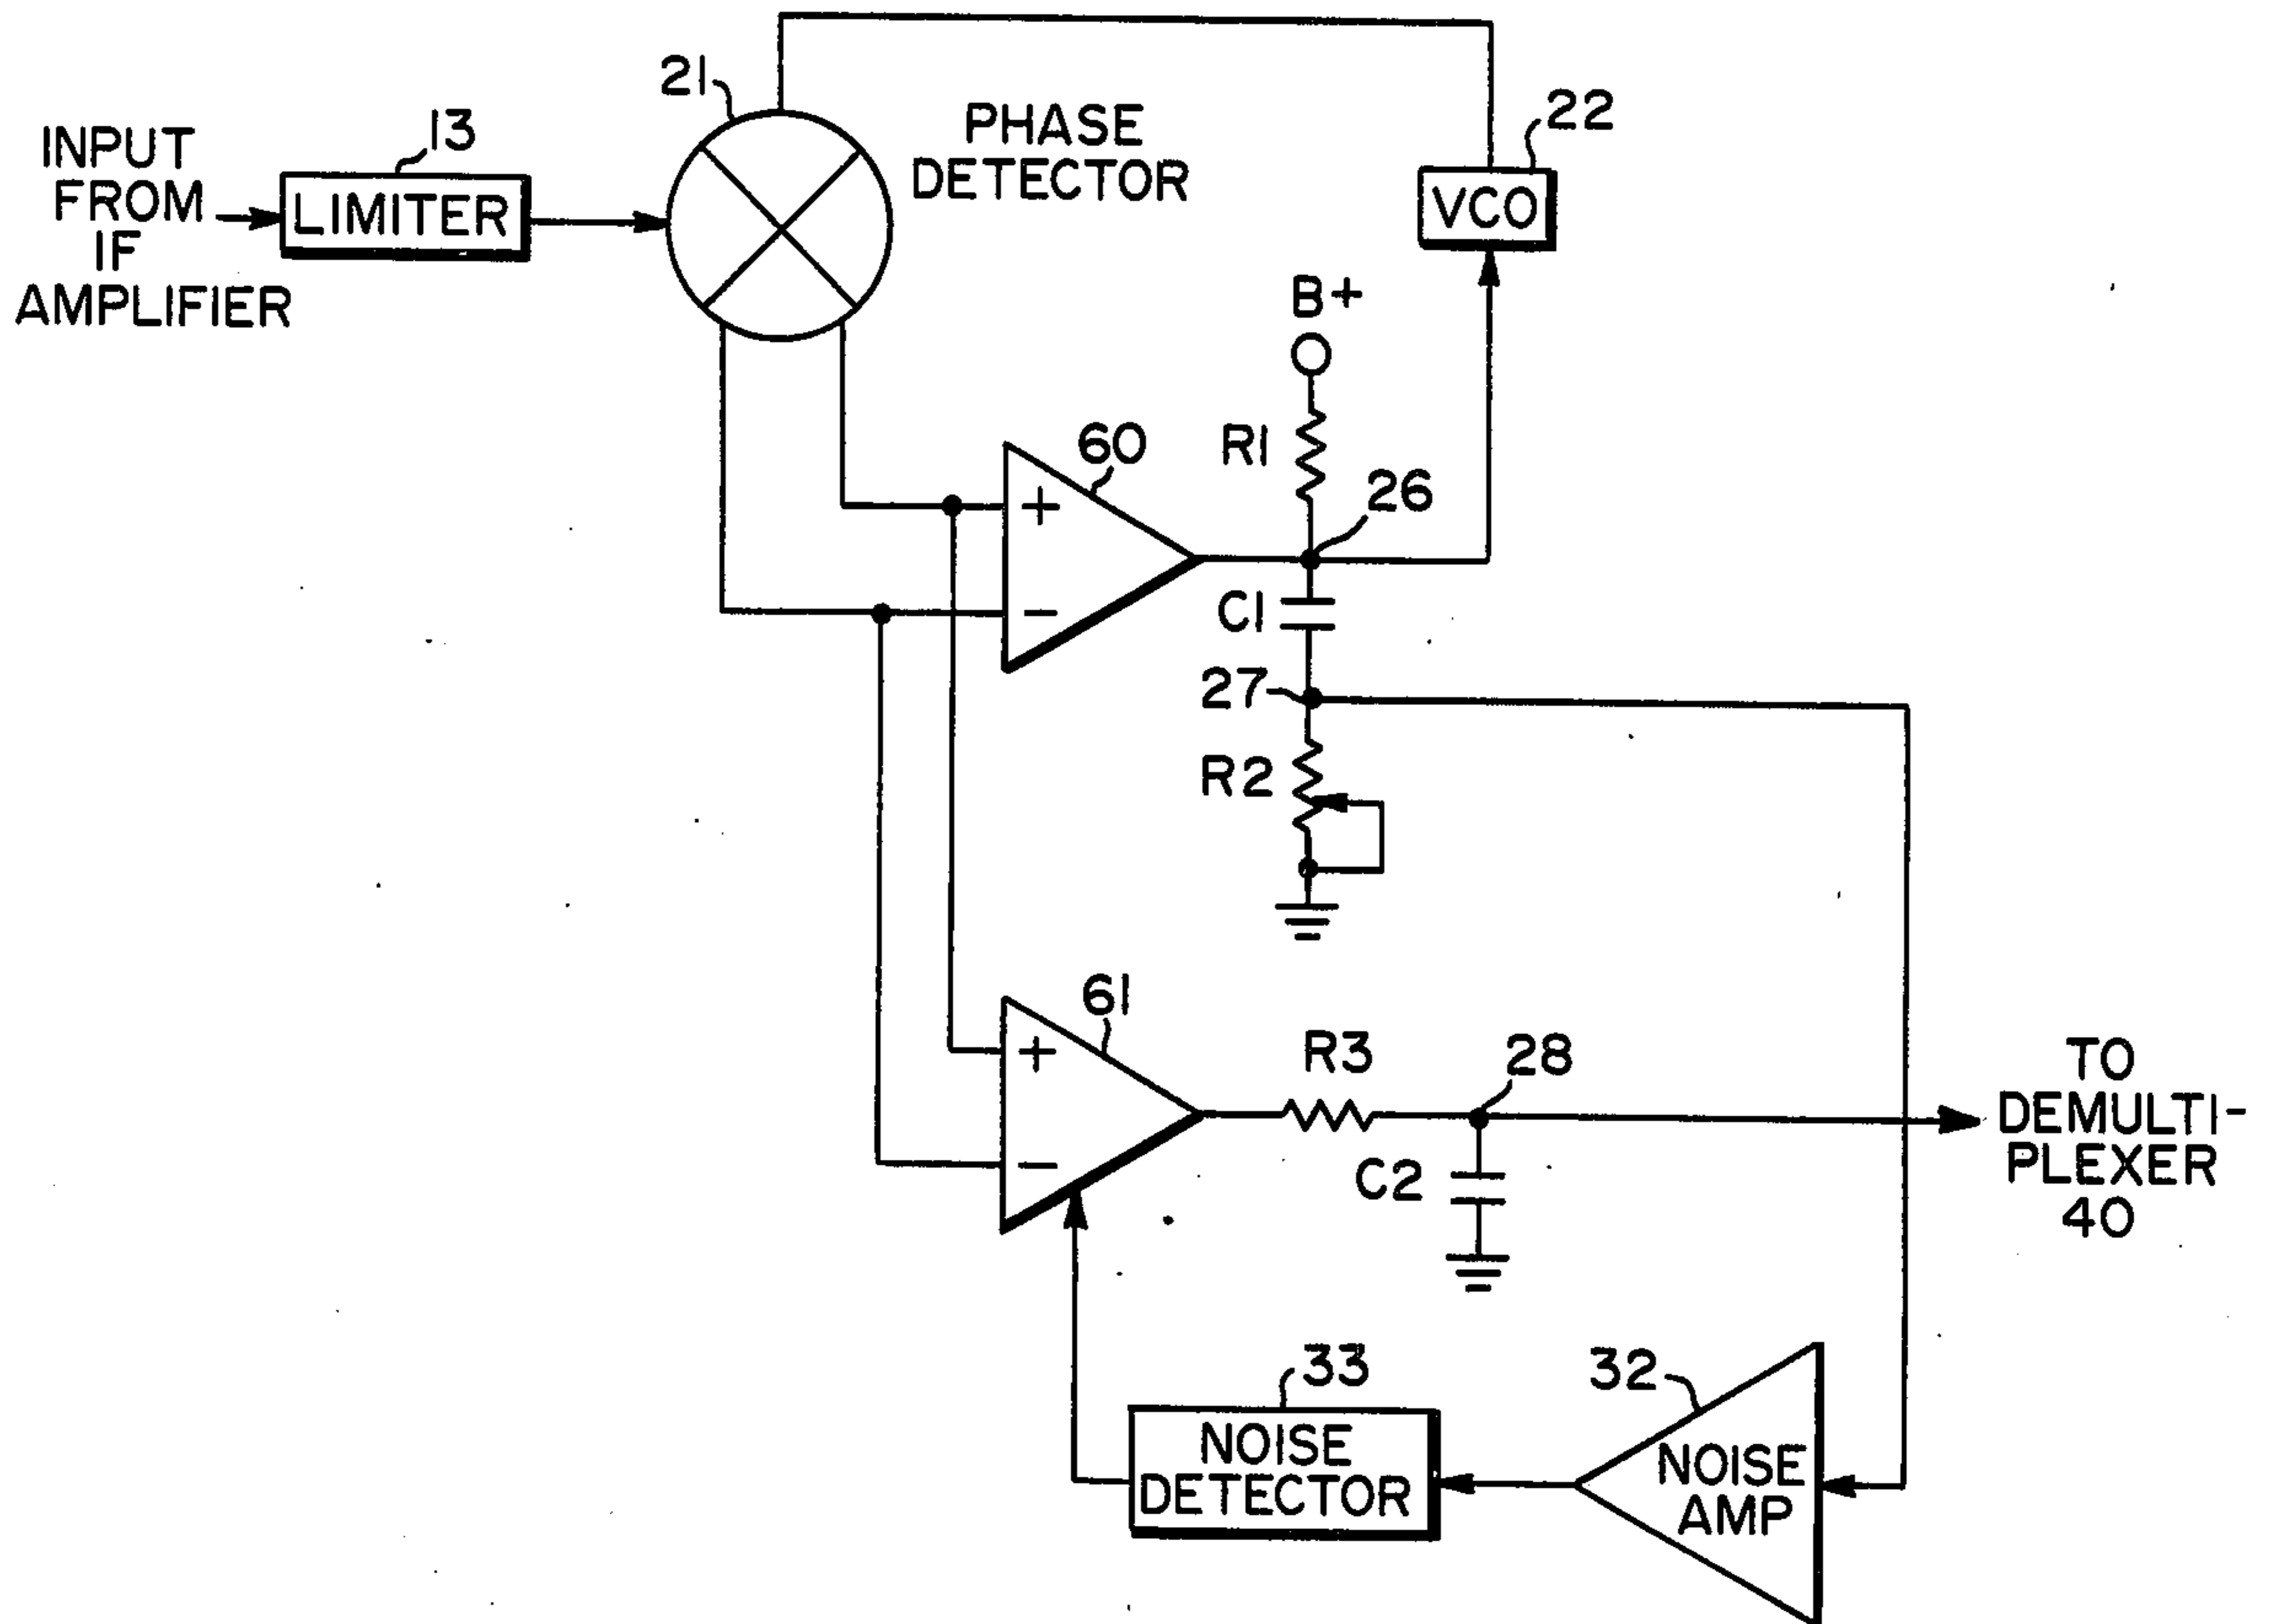 21
PHASE
DETECTOR
22
13
INPUT
FROM
IF
AMPLIFIER
LIMITER
VCO
B+
R1
60
26
+
−
C1
27
R2
61
+
−
R3
28
C2
TO
DEMULTI-
PLEXER
40
33
32
NOISE
DETECTOR
NOISE
AMP